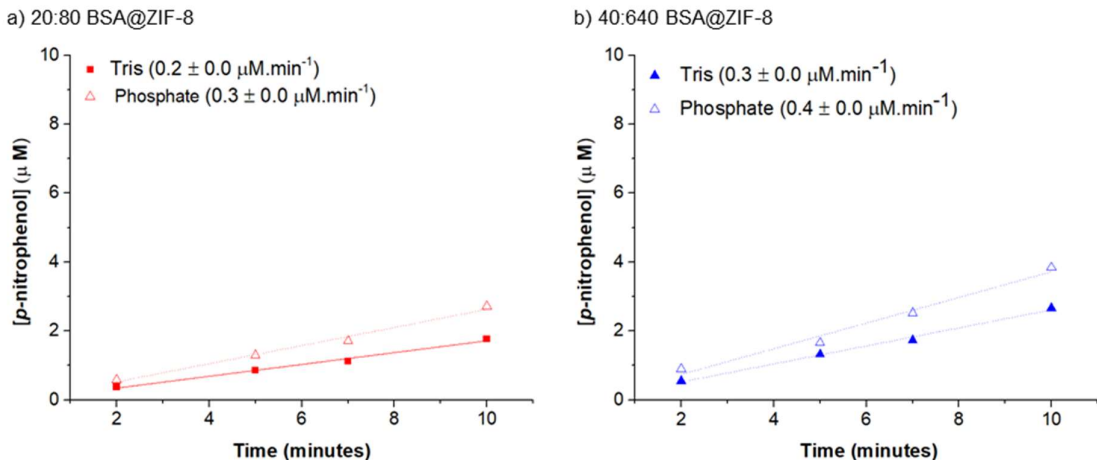 a) 20:80 BSA@ZIF-8
10
8
6
4
2
0
[p-nitrophenol] (μ M)
Tris (0.2 ± 0.0 μM.min⁻¹)
Phosphate (0.3 ± 0.0 μM.min⁻¹)
2 4 6 8 10
Time (minutes)
b) 40:640 BSA@ZIF-8
10
8
6
4
2
0
[p-nitrophenol] (μ M)
Tris (0.3 ± 0.0 μM.min⁻¹)
Phosphate (0.4 ± 0.0 μM.min⁻¹)
2 4 6 8 10
Time (minutes)